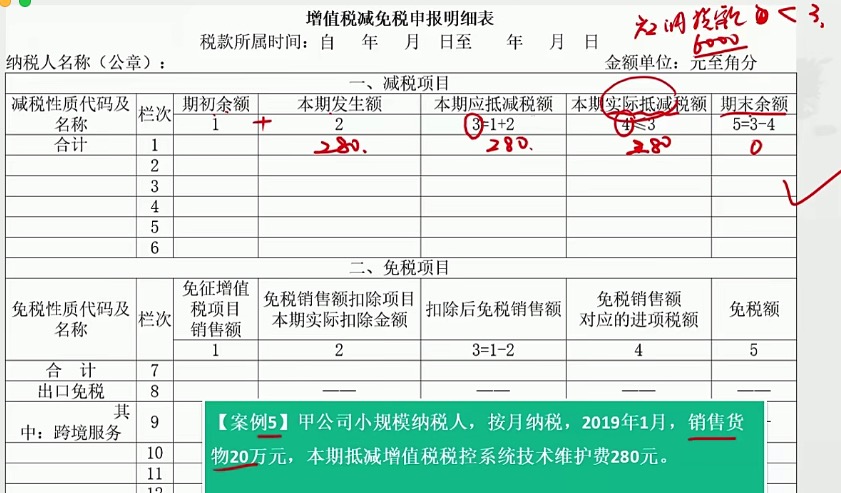 增值税减免税申报明细表
税款所属时间：自 年 月 日至 年 月 日
6000
纳税人名称（公章）： 金额单位：元至角分
一、减税项目
减税性质代码及名称 栏次 期初余额 本期发生额 本期应抵减税额 本期实际抵减税额 期末余额
1 + 2 3=1+2 4≤3 5=3-4
合计 1 280. 280. 280 0
2
3
4
5
6
二、免税项目
免税性质代码及名称 栏次 免征增值税项目销售额 免税销售额扣除项目本期实际扣除金额 扣除后免税销售额 免税销售额对应的进项税额 免税额
1 2 3=1-2 4 5
合 计 7
出口免税 8 —— —— —— ——
其中：跨境服务 9
10
11
12
【案例5】甲公司小规模纳税人，按月纳税，2019年1月，销售货
物20万元，本期抵减增值税税控系统技术维护费280元。